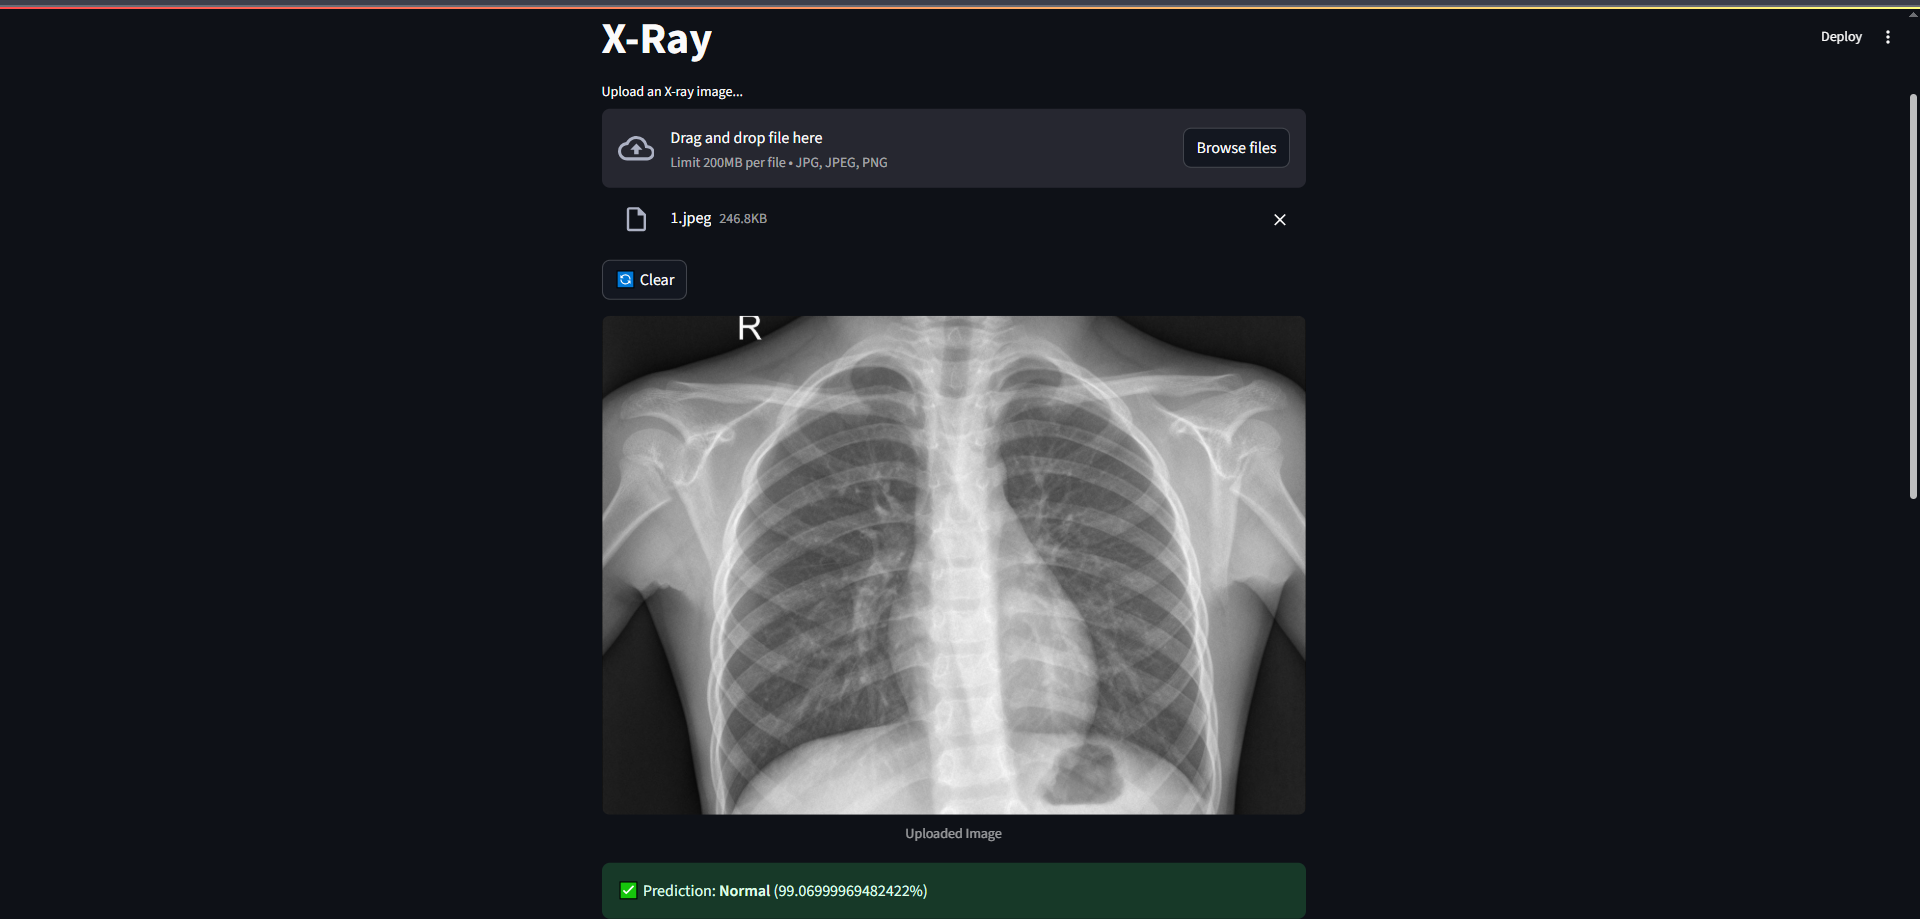 X-Ray
Deploy
Upload an X-ray image...
Drag and drop file here
Limit 200MB per file • JPG, JPEG, PNG
Browse files
1.jpeg 246.8KB
Clear
R
Uploaded Image
Prediction: Normal (99.06999969482422%)